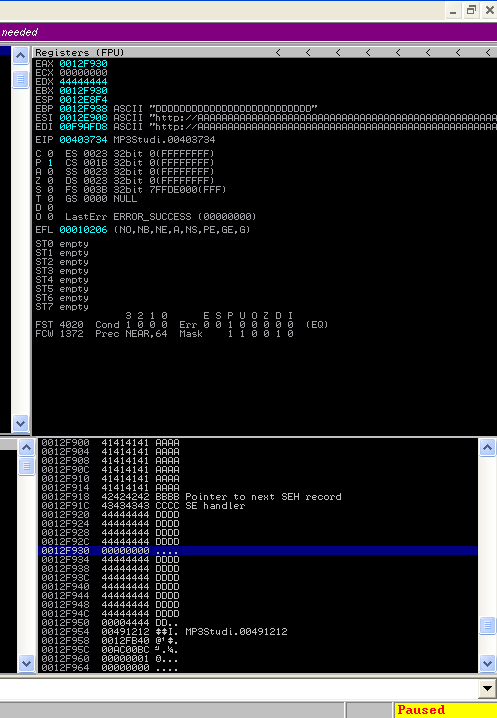 needed
Registers (FPU) < < < < < < < <
EAX 0012F930
ECX 00000000
EDX 44444444
EBX 0012F930
ESP 0012E8F4
EBP 0012F938 ASCII "DDDDDDDDDDDDDDDDDDDDDDDDDDDD"
ESI 0012E908 ASCII "http://AAAAAAAAAAAAAAAAAAAAAAAAAAAAAAAAAAAAAAAAAAAAAAAAAA
EDI 00F9AFD8 ASCII "http://AAAAAAAAAAAAAAAAAAAAAAAAAAAAAAAAAAAAAAAAAAAAAAAAAA
EIP 00403734 MP3Studi.00403734
C 0 ES 0023 32bit 0(FFFFFFFF)
P 1 CS 001B 32bit 0(FFFFFFFF)
A 0 SS 0023 32bit 0(FFFFFFFF)
Z 0 DS 0023 32bit 0(FFFFFFFF)
S 0 FS 003B 32bit 7FFDE000(FFF)
T 0 GS 0000 NULL
D 0
O 0 LastErr ERROR_SUCCESS (00000000)
EFL 00010206 (NO,NB,NE,A,NS,PE,GE,G)
ST0 empty
ST1 empty
ST2 empty
ST3 empty
ST4 empty
ST5 empty
ST6 empty
ST7 empty
3 2 1 0 E S P U O Z D I
FST 4020 Cond 1 0 0 0 Err 0 0 1 0 0 0 0 0 (EQ)
FCW 1372 Prec NEAR,64 Mask 1 1 0 0 1 0
0012F900 41414141 AAAA
0012F904 41414141 AAAA
0012F908 41414141 AAAA
0012F90C 41414141 AAAA
0012F910 41414141 AAAA
0012F914 41414141 AAAA
0012F918 42424242 BBBB Pointer to next SEH record
0012F91C 43434343 CCCC SE handler
0012F920 44444444 DDDD
0012F924 44444444 DDDD
0012F928 44444444 DDDD
0012F92C 44444444 DDDD
0012F930 00000000 ....
0012F934 44444444 DDDD
0012F938 44444444 DDDD
0012F93C 44444444 DDDD
0012F940 44444444 DDDD
0012F944 44444444 DDDD
0012F948 44444444 DDDD
0012F94C 44444444 DDDD
0012F950 00004444 DD..
0012F954 00491212 ‡‡I. MP3Studi.00491212
0012F958 0012FB40
0012F95C 00AC00BC
0012F960 00000001
0012F964 00000000 ....
Paused